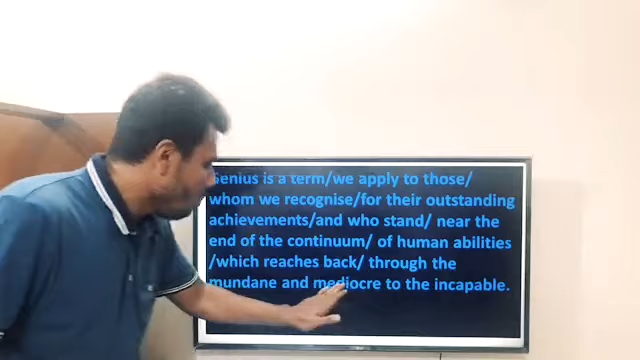 Genius is a term/we apply to those/
whom we recognise/for their outstanding
achievements/and who stand/ near the
end of the continuum/ of human abilities
/which reaches back/ through the
mundane and mediocre to the incapable.